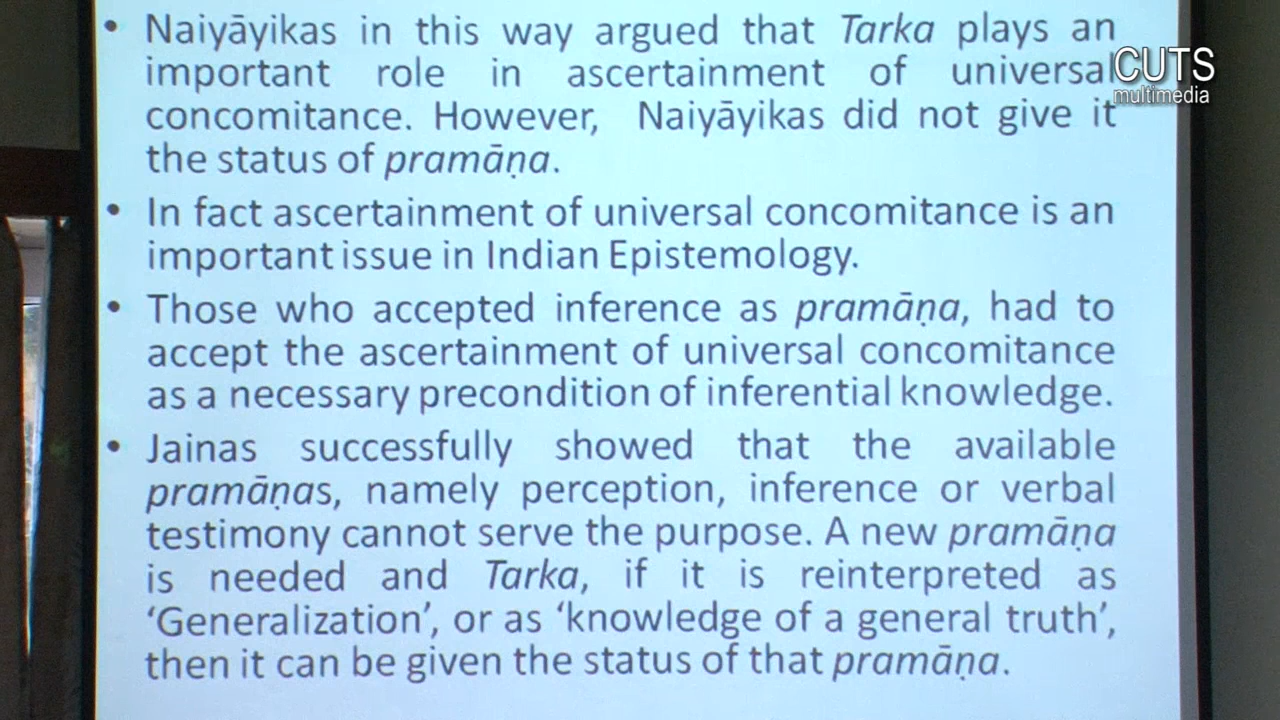 • Naiyāyikas in this way argued that Tarka plays an
important role in ascertainment of universal
concomitance. However, Naiyāyikas did not give it
the status of pramāṇa.
• In fact ascertainment of universal concomitance is an
important issue in Indian Epistemology.
• Those who accepted inference as pramāṇa, had to
accept the ascertainment of universal concomitance
as a necessary precondition of inferential knowledge.
• Jainas successfully showed that the available
pramāṇas, namely perception, inference or verbal
testimony cannot serve the purpose. A new pramāṇa
is needed and Tarka, if it is reinterpreted as
‘Generalization’, or as ‘knowledge of a general truth’,
then it can be given the status of that pramāṇa.
CUTS
multimedia